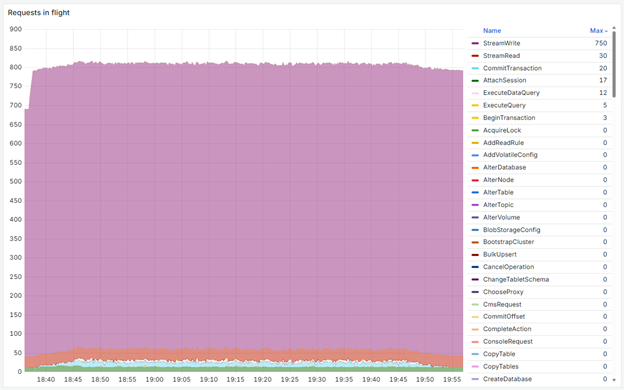 Requests in flight
900
850
800
750
700
650
600
550
500
450
400
350
300
250
200
150
100
50
0
18:40 18:45 18:50 18:55 19:00 19:05 19:10 19:15 19:20 19:25 19:30 19:35 19:40 19:45 19:50 19:55
Name Max
StreamWrite 750
StreamRead 30
CommitTransaction 20
AttachSession 17
ExecuteDataQuery 12
ExecuteQuery 5
BeginTransaction 3
AcquireLock 0
AddReadRule 0
AddVolatileConfig 0
AlterDatabase 0
AlterNode 0
AlterTable 0
AlterTopic 0
AlterVolume 0
BlobStorageConfig 0
BootstrapCluster 0
BulkUpsert 0
CancelOperation 0
ChangeTabletSchema 0
ChooseProxy 0
CmsRequest 0
CommitOffset 0
CompleteAction 0
ConsoleRequest 0
CopyTable 0
CopyTables 0
CreateDatabase 0